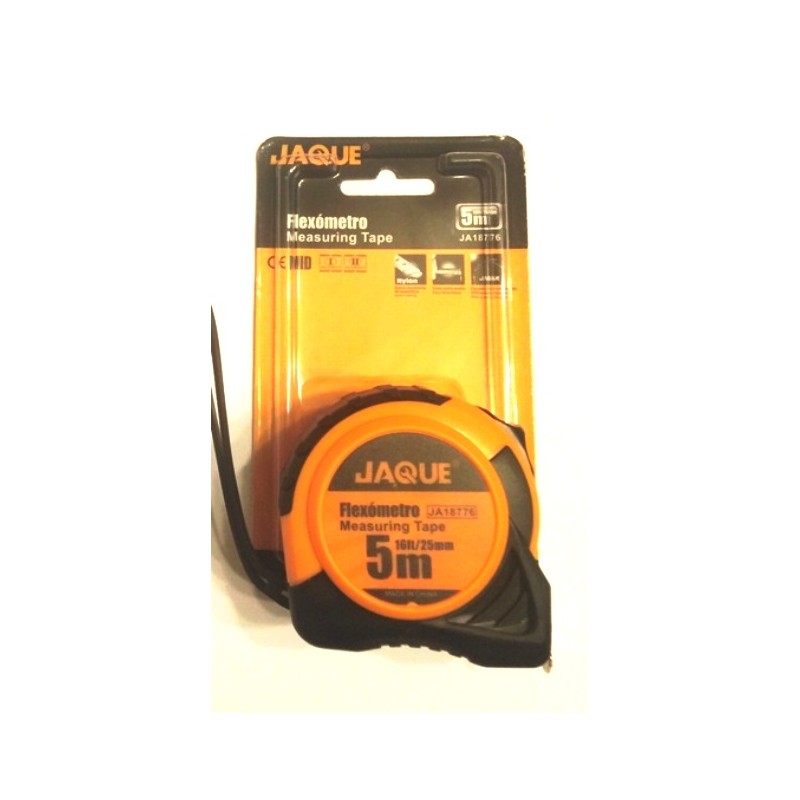 JAQUE®
Flexómetro
Measuring Tape
5m
JA18776
CE MID
Nylon
JAQUE
JAQUE®
Flexómetro JA18776
Measuring Tape
16ft/25mm
5m
MADE IN CHINA